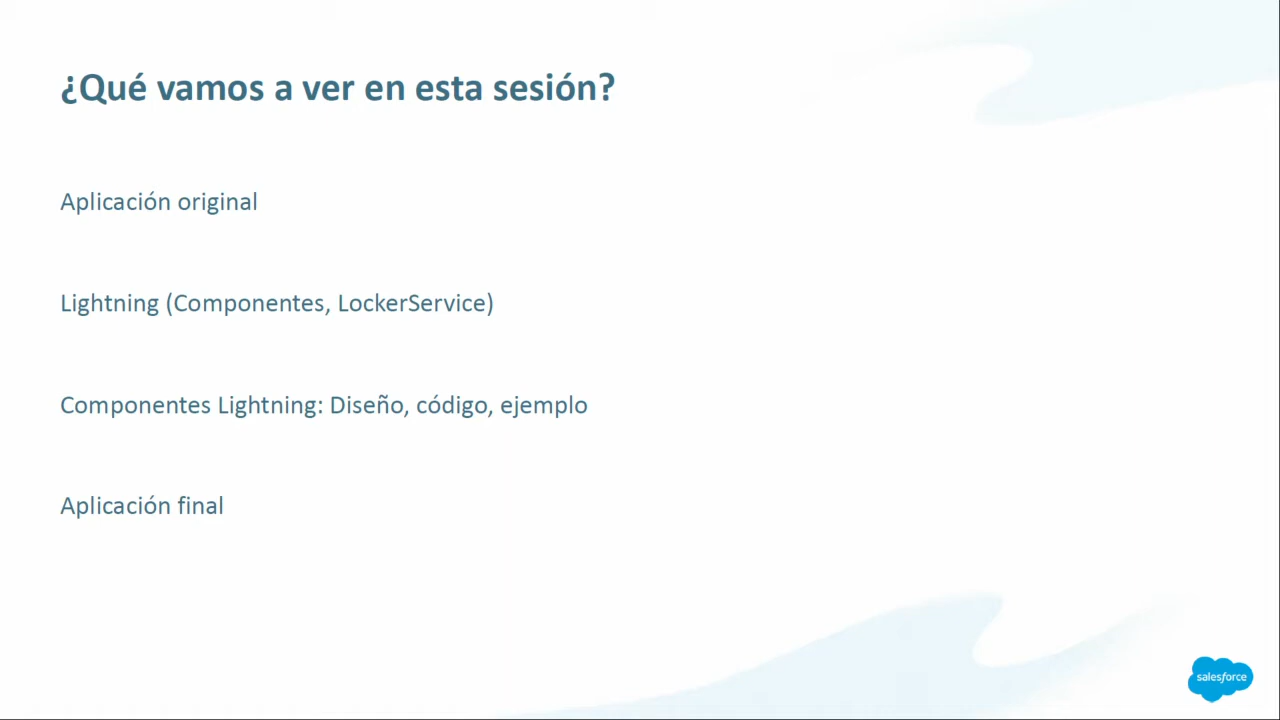 ¿Qué vamos a ver en esta sesión?
Aplicación original
Lightning (Componentes, LockerService)
Componentes Lightning: Diseño, código, ejemplo
Aplicación final
salesforce